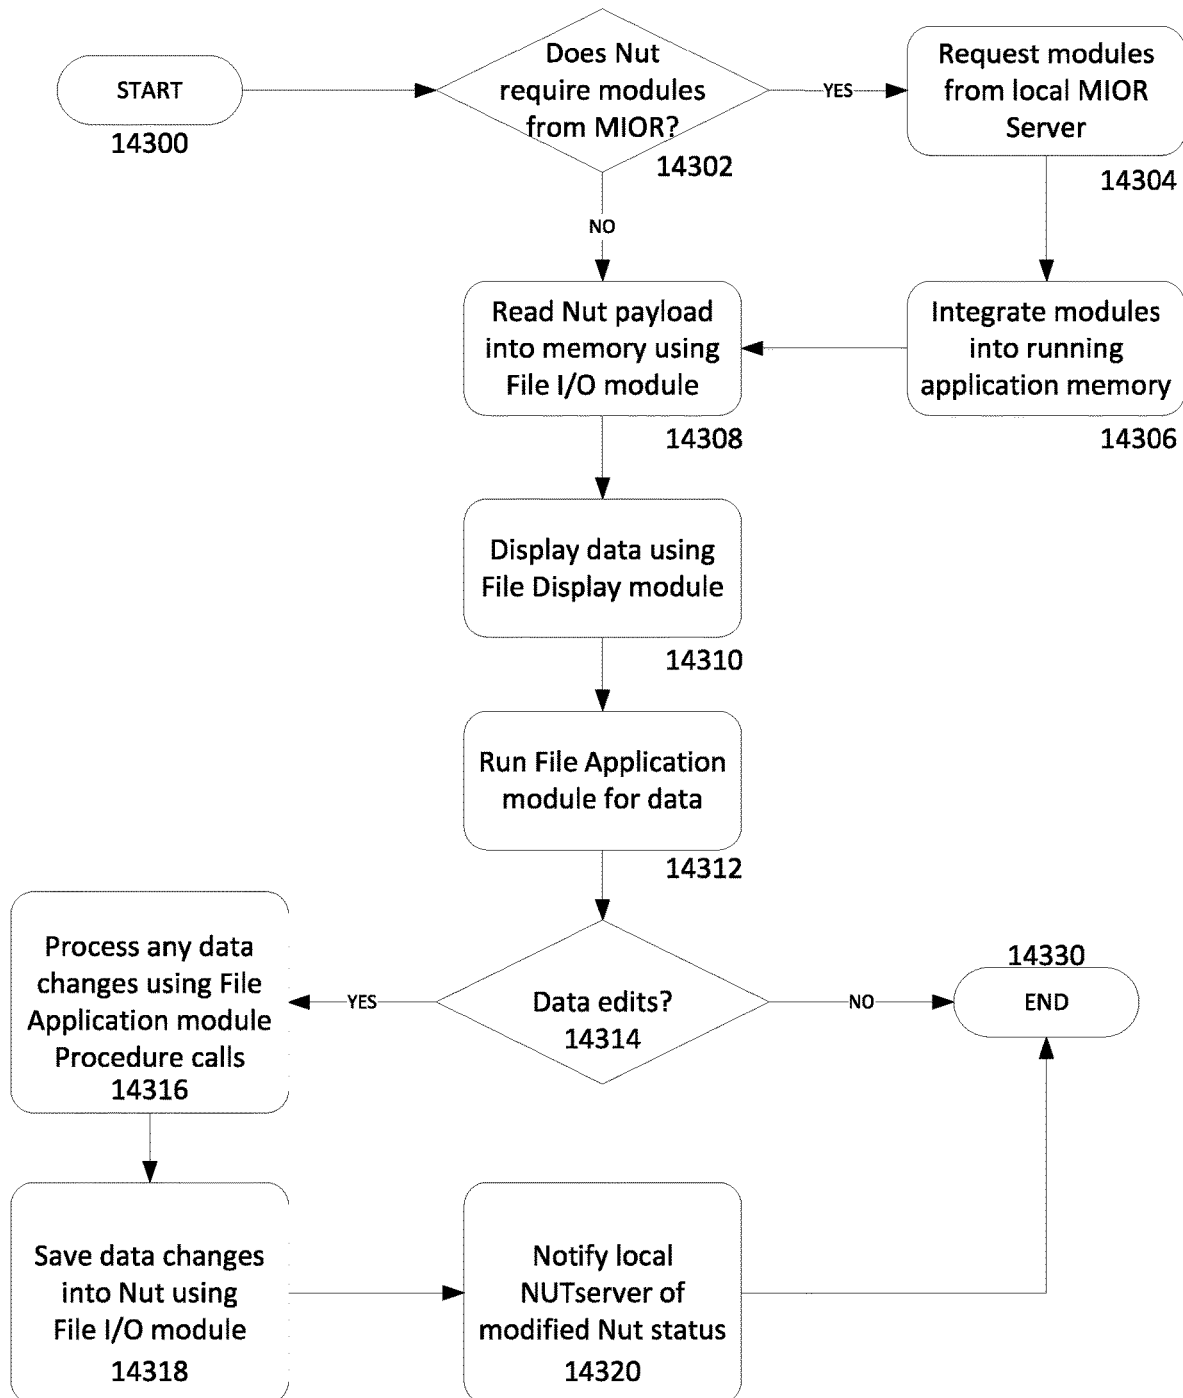 START
14300
Does Nut
require modules
from MIOR?
14302
YES
Request modules
from local MIOR
Server
14304
NO
Read Nut payload
into memory using
File I/O module
14308
Integrate modules
into running
application memory
14306
Display data using
File Display module
14310
Run File Application
module for data
14312
Process any data
changes using File
Application module
Procedure calls
14316
YES
Data edits?
14314
NO
14330
END
Save data changes
into Nut using
File I/O module
14318
Notify local
NUTserver of
modified Nut status
14320